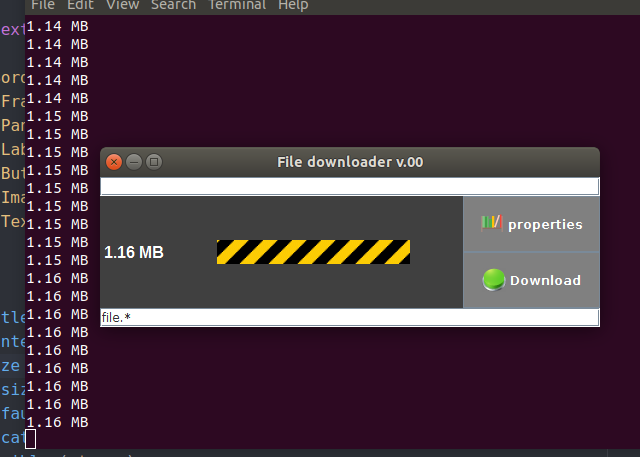 File Edit View Search Terminal Help
1.14 MB
ext 1.14 MB
1.14 MB
1.14 MB
1.14 MB
Fra 1.15 MB
1.15 MB
Lab 1.15 MB
But 1.15 MB
Ima 1.15 MB
1.15 MB
Tex 1.15 MB
1.15 MB
1.15 MB
1.16 MB
1.16 MB
tle 1.16 MB
nte 1.16 MB
ze 1.16 MB
siz 1.16 MB
1.16 MB
fau 1.16 MB
1.16 MB
cat
File downloader v.00
properties
1.16 MB
Download
file.*